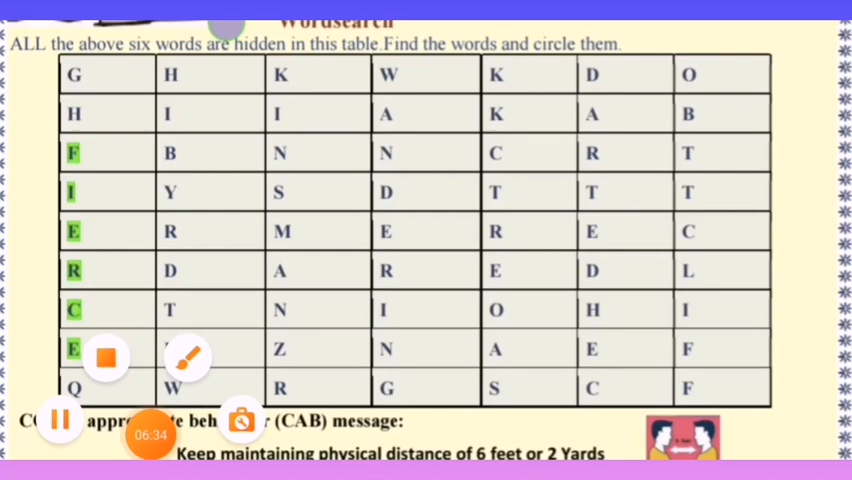 Wordsearch
ALL the above six words are hidden in this table.Find the words and circle them.
G H K W K D O
H I I A K A B
F B N N C R T
I Y S D T T T
E R M E R E C
R D A R E D L
C T N I O H I
E Z N A E F
Q W R G S C F
(CAB) message:
06:34
Keep maintaining physical distance of 6 feet or 2 Yards